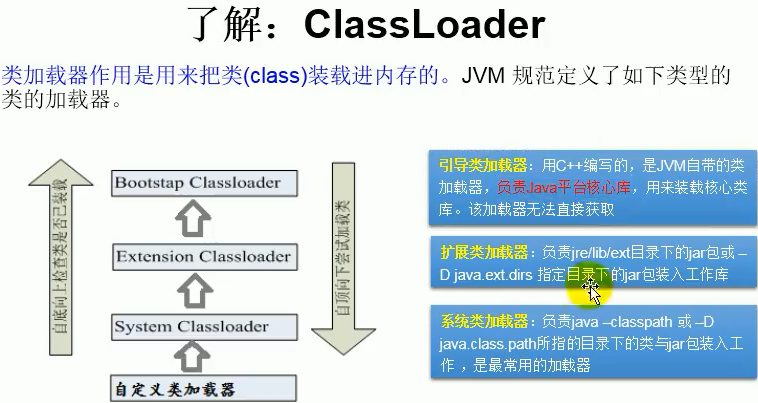 了解：ClassLoader
类加载器作用是用来把类(class)装载进内存的。JVM 规范定义了如下类型的
类的加载器。
自底向上检查类是否已装载
Bootstap Classloader
Extension Classloader
System Classloader
自定义类加载器
自顶向下尝试加载类
引导类加载器：用C++编写的，是JVM自带的类
加载器，负责Java平台核心库，用来装载核心类
库。该加载器无法直接获取
扩展类加载器：负责jre/lib/ext目录下的jar包或 –
D java.ext.dirs 指定目录下的jar包装入工作库
系统类加载器：负责java –classpath 或 –D
java.class.path所指的目录下的类与jar包装入工
作 ，是最常用的加载器